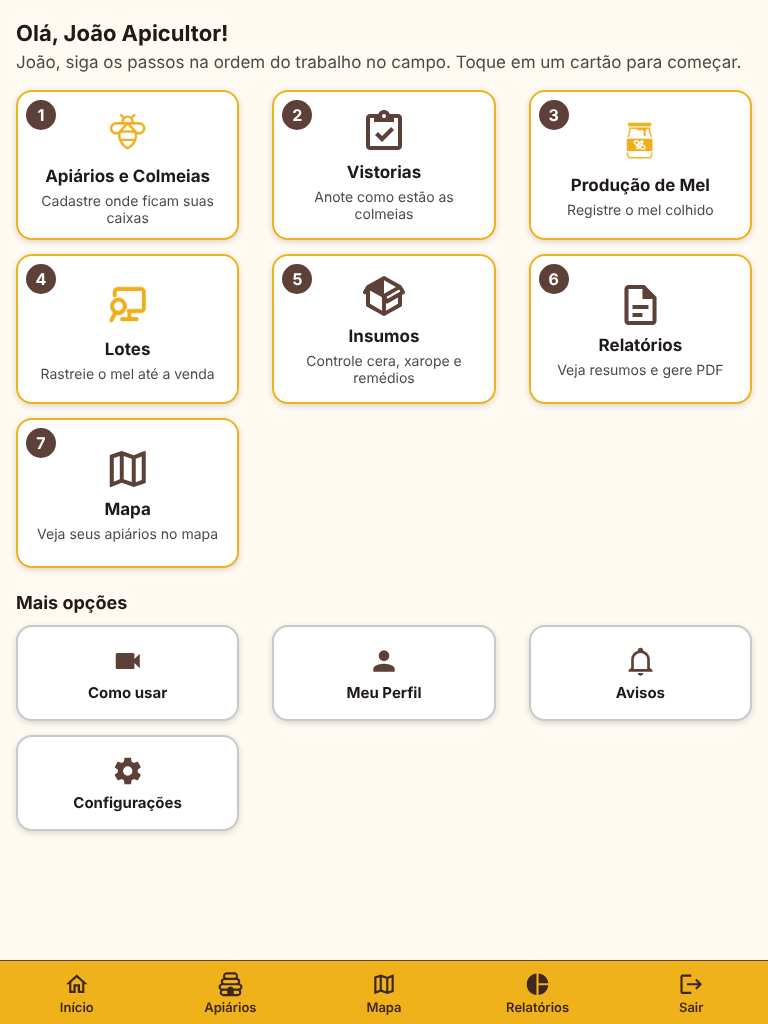 Olá, João Apicultor!
João, siga os passos na ordem do trabalho no campo. Toque em um cartão para começar.
1
Apiários e Colmeias
Cadastre onde ficam suas
caixas
2
Vistorias
Anote como estão as
colmeias
3
Produção de Mel
Registre o mel colhido
4
Lotes
Rastreie o mel até a venda
5
Insumos
Controle cera, xarope e
remédios
6
Relatórios
Veja resumos e gere PDF
7
Mapa
Veja seus apiários no mapa
Mais opções
Como usar
Meu Perfil
Avisos
Configurações
Início
Apiários
Mapa
Relatórios
Sair